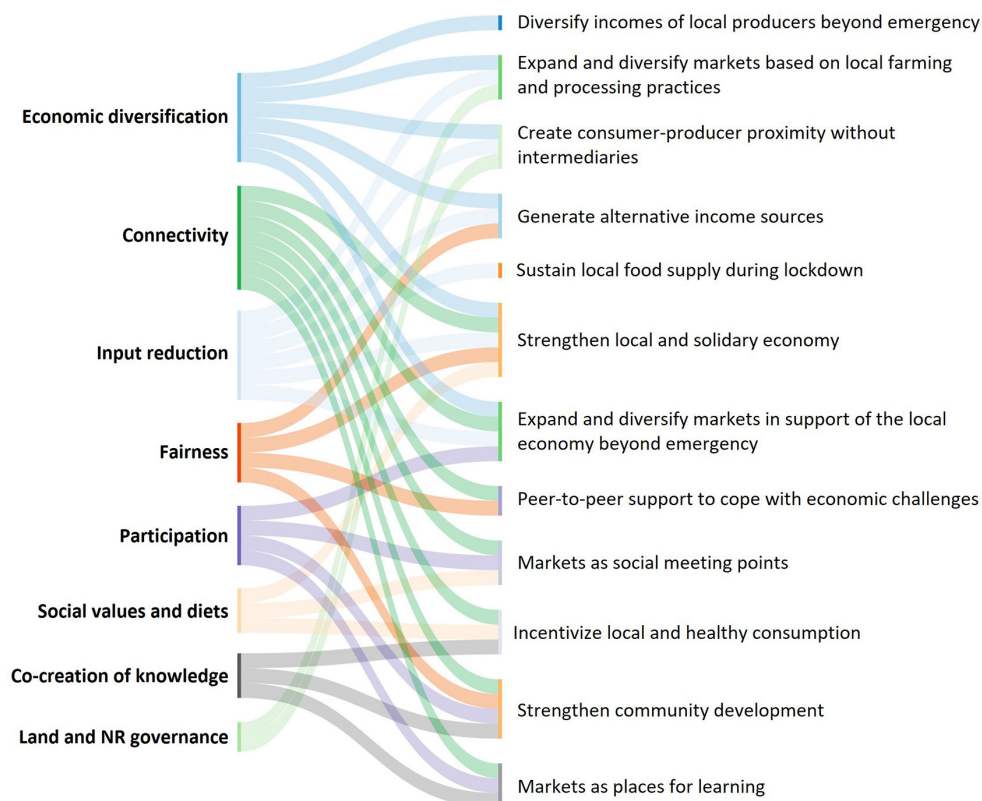 Economic diversification
Connectivity
Input reduction
Fairness
Participation
Social values and diets
Co-creation of knowledge
Land and NR governance
Diversify incomes of local producers beyond emergency
Expand and diversify markets based on local farming
and processing practices
Create consumer-producer proximity without
intermediaries
Generate alternative income sources
Sustain local food supply during lockdown
Strengthen local and solidary economy
Expand and diversify markets in support of the local
economy beyond emergency
Peer-to-peer support to cope with economic challenges
Markets as social meeting points
Incentivize local and healthy consumption
Strengthen community development
Markets as places for learning